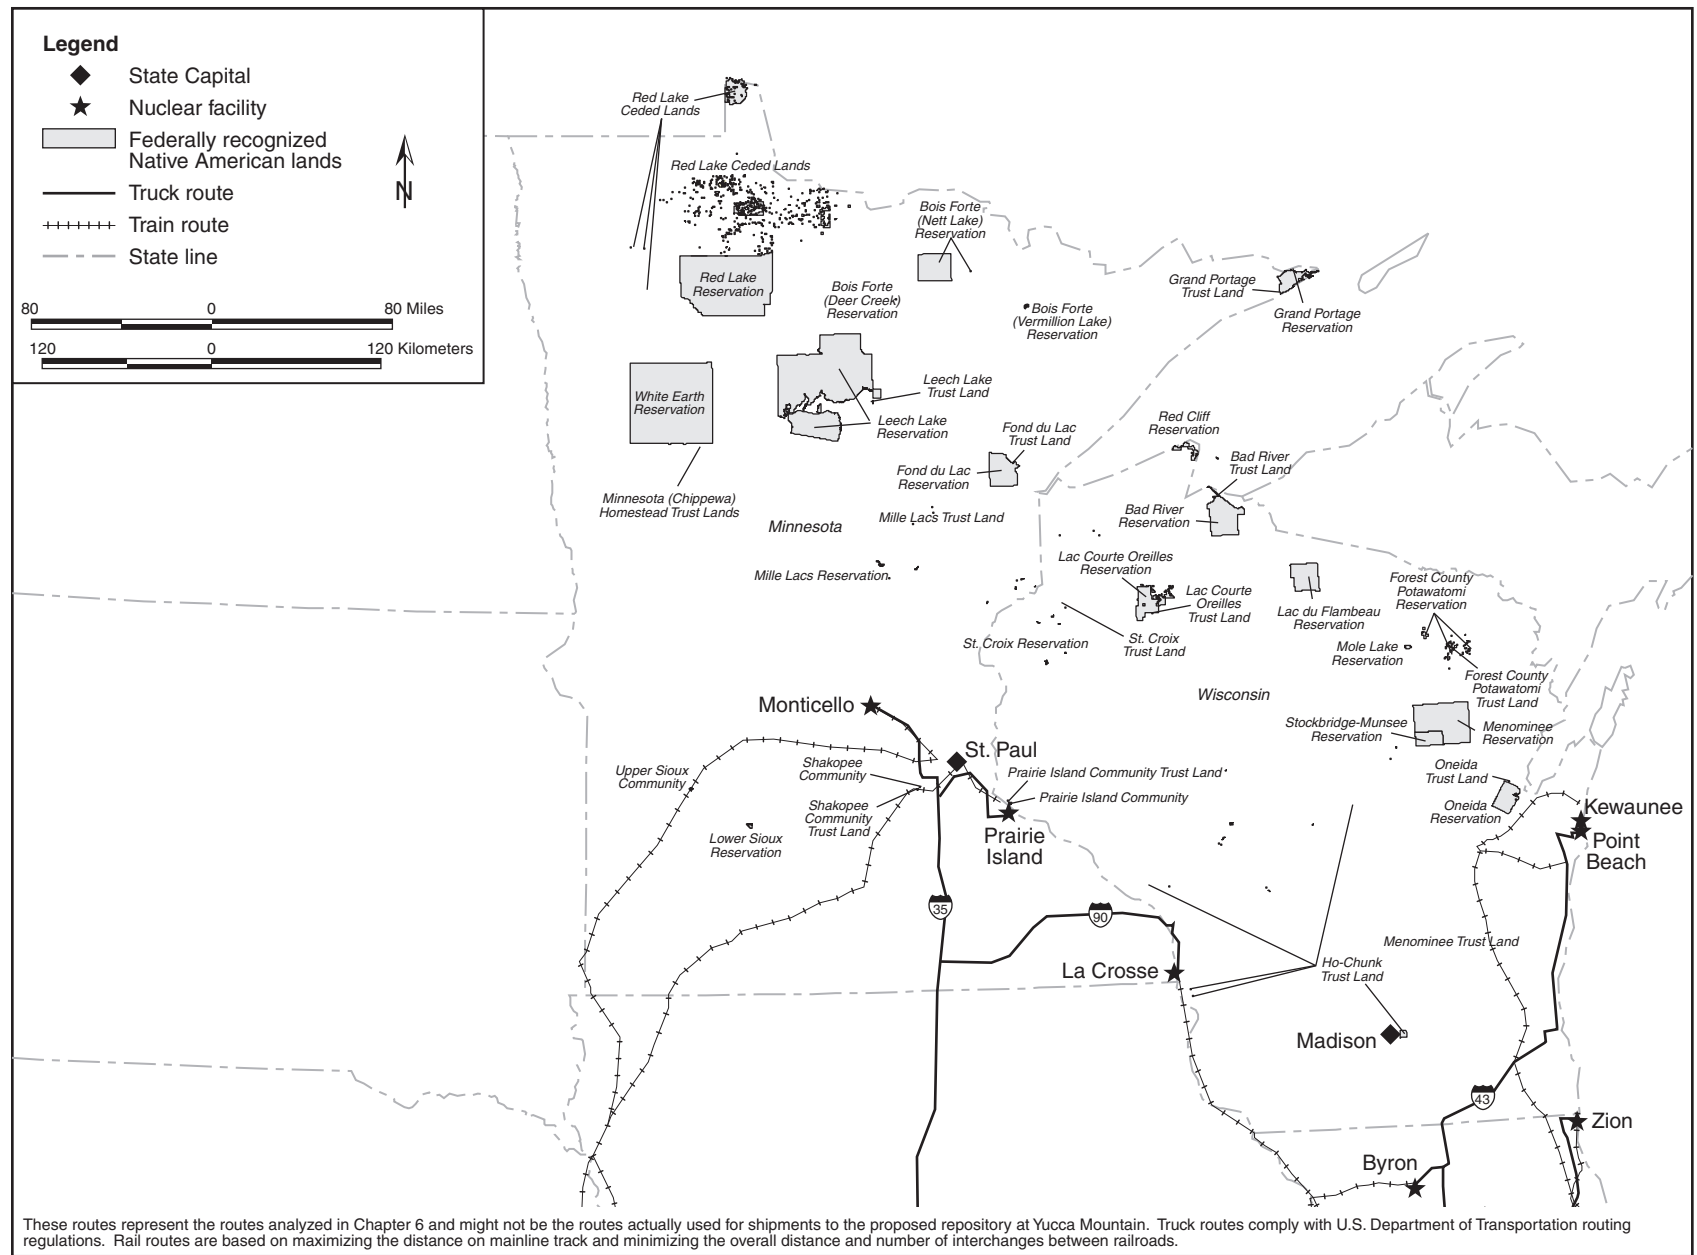 Legend
State Capital
Nuclear facility
Federally recognized
Native American lands
Truck route
Train route
State line
N
80 0 80 Miles
120 0 120 Kilometers
Red Lake
Ceded Lands
Red Lake Ceded Lands
Bois Forte
(Nett Lake)
Reservation
Red Lake
Reservation
Bois Forte
(Deer Creek)
Reservation
Bois Forte
(Vermillion Lake)
Reservation
Grand Portage
Trust Land
Grand Portage
Reservation
White Earth
Reservation
Leech Lake
Trust Land
Leech Lake
Reservation
Fond du Lac
Trust Land
Fond du Lac
Reservation
Red Cliff
Reservation
Bad River
Trust Land
Bad River
Reservation
Minnesota (Chippewa)
Homestead Trust Lands
Minnesota
Mille Lacs Trust Land
Mille Lacs Reservation
Lac Courte Oreilles
Reservation
Lac Courte
Oreilles
Trust Land
Lac du Flambeau
Reservation
Forest County
Potawatomi
Reservation
St. Croix Reservation
St. Croix
Trust Land
Mole Lake
Reservation
Forest County
Potawatomi
Trust Land
Wisconsin
Stockbridge-Munsee
Reservation
Menominee
Reservation
Monticello
St. Paul
Upper Sioux
Community
Shakopee
Community
Shakopee
Community
Trust Land
Lower Sioux
Reservation
Prairie Island Community Trust Land
Prairie Island Community
Prairie
Island
Oneida
Trust Land
Oneida
Reservation
Kewaunee
Point
Beach
35
90
La Crosse
Menominee Trust Land
Ho-Chunk
Trust Land
Madison
43
Zion
Byron
These routes represent the routes analyzed in Chapter 6 and might not be the routes actually used for shipments to the proposed repository at Yucca Mountain. Truck routes comply with U.S. Department of Transportation routing
regulations. Rail routes are based on maximizing the distance on mainline track and minimizing the overall distance and number of interchanges between railroads.